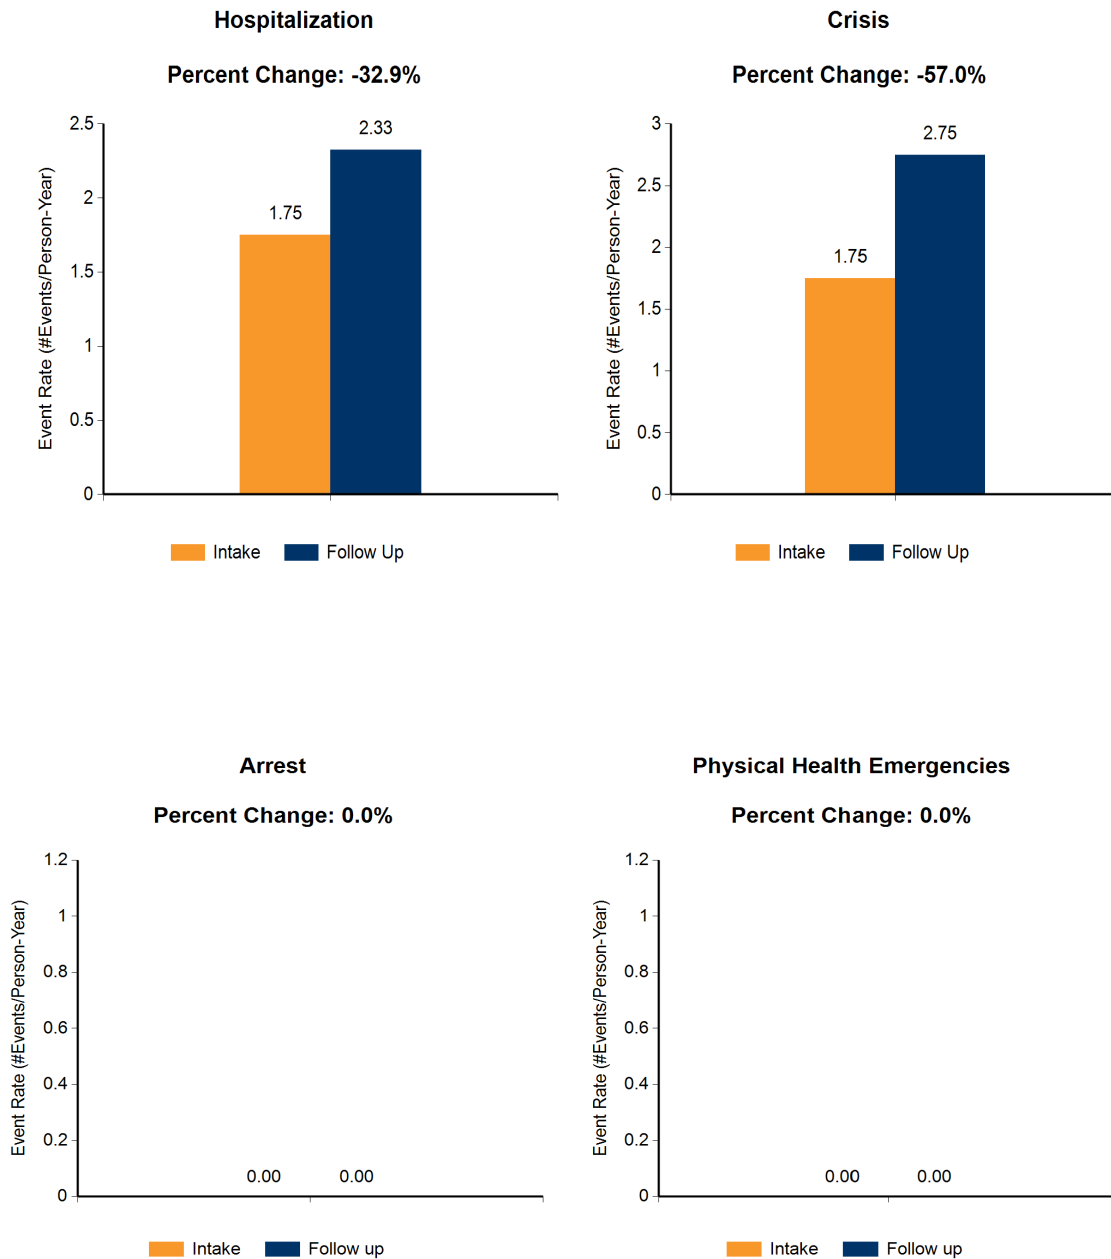 Hospitalization
Percent Change: -32.9%
Event Rate (#Events/Person-Year)
2.5
2
1.5
1
0.5
0
1.75
2.33
Intake
Follow Up
Crisis
Percent Change: -57.0%
Event Rate (#Events/Person-Year)
3
2.5
2
1.5
1
0.5
0
1.75
2.75
Intake
Follow Up
Arrest
Percent Change: 0.0%
Event Rate (#Events/Person-Year)
1.2
1
0.8
0.6
0.4
0.2
0
0.00
0.00
Intake
Follow up
Physical Health Emergencies
Percent Change: 0.0%
Event Rate (#Events/Person-Year)
1.2
1
0.8
0.6
0.4
0.2
0
0.00
0.00
Intake
Follow up